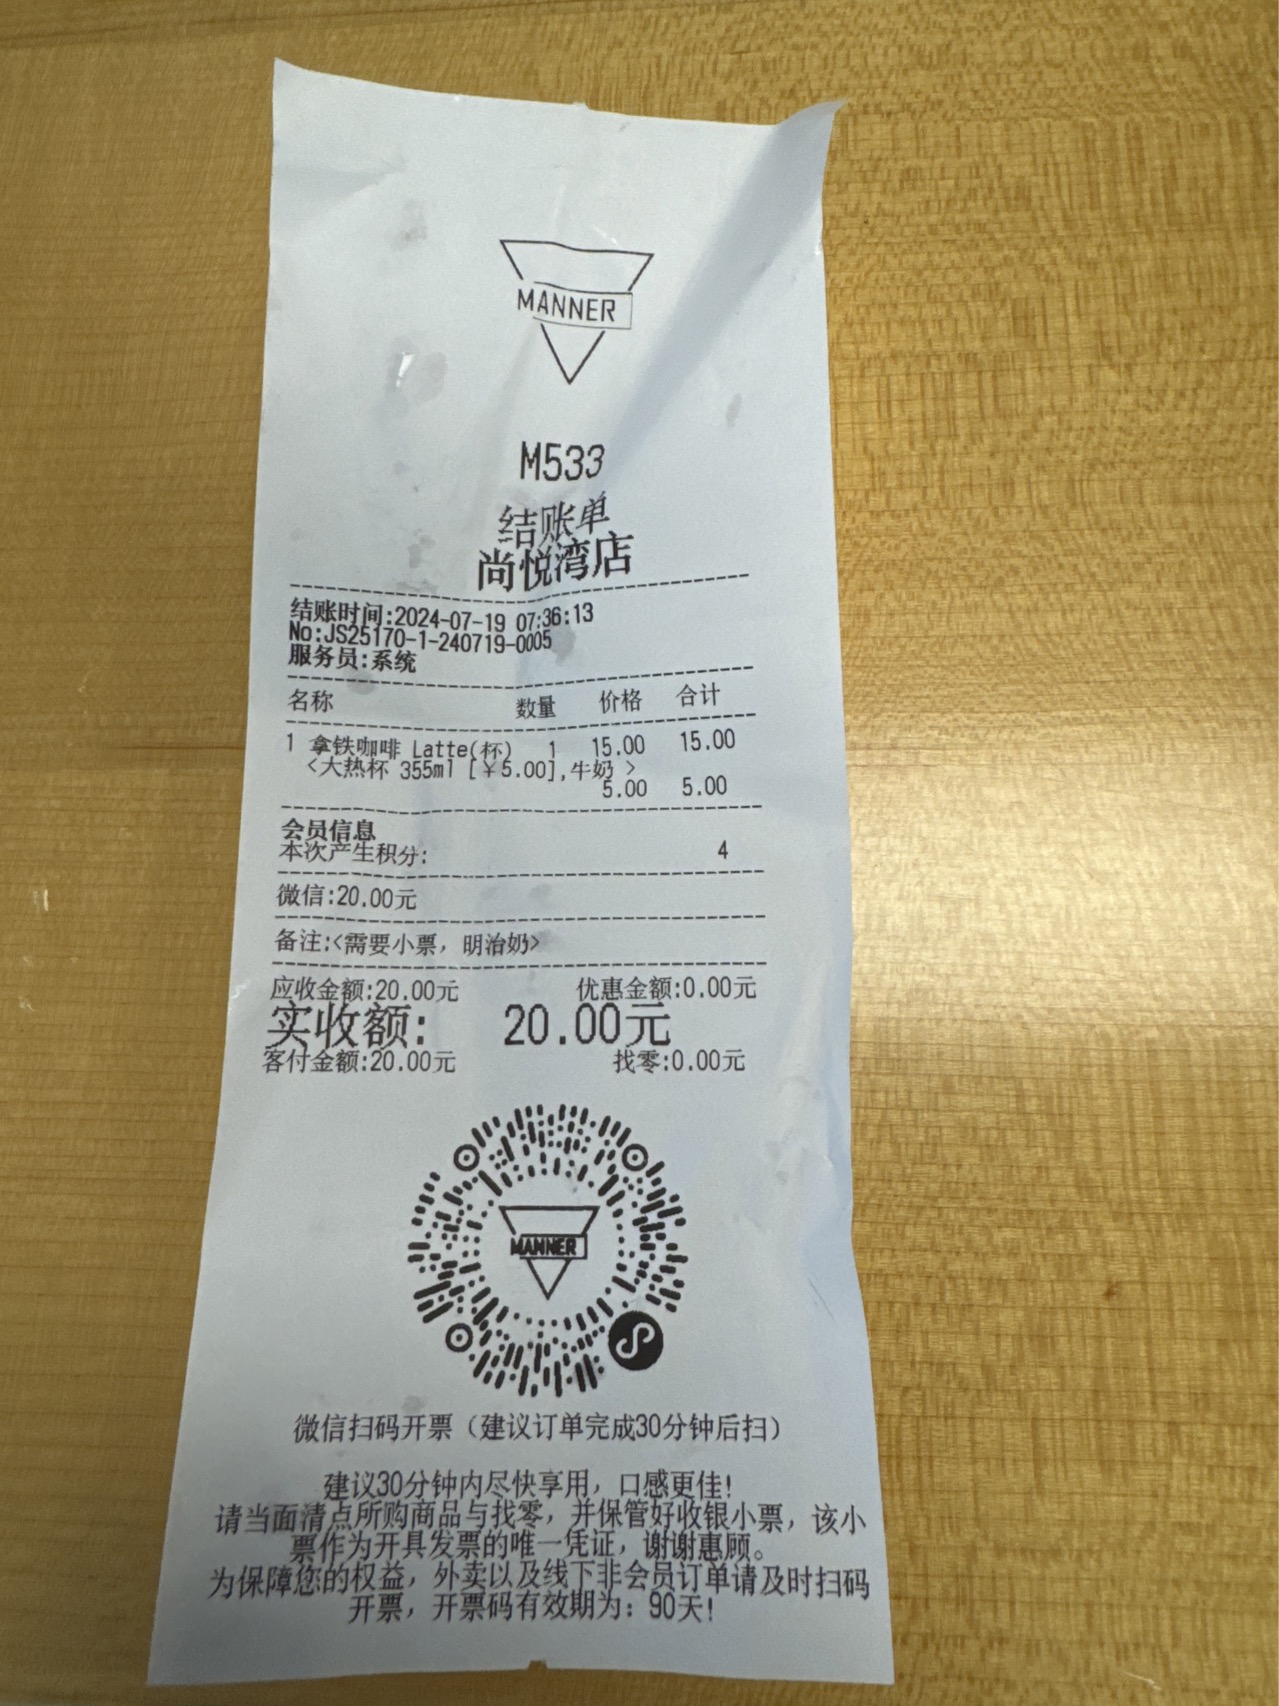 MANNER
M533
结账单
尚悦湾店
结账时间:2024-07-19 07:36:13
No:JS25170-1-240719-0005
服务员:系统
名称 数量 价格 合计
1 拿铁咖啡 Latte(杯) 1 15.00 15.00
<大热杯 355ml [￥5.00],牛奶 >
5.00 5.00
会员信息
本次产生积分: 4
微信:20.00元
备注:<需要小票，明治奶>
应收金额:20.00元 优惠金额:0.00元
实收额: 20.00元
客付金额:20.00元 找零:0.00元
MANNER
微信扫码开票（建议订单完成30分钟后扫）
建议30分钟内尽快享用，口感更佳！
请当面清点所购商品与找零，并保管好收银小票，该小
票作为开具发票的唯一凭证，谢谢惠顾。
为保障您的权益，外卖以及线下非会员订单请及时扫码
开票，开票码有效期为：90天！